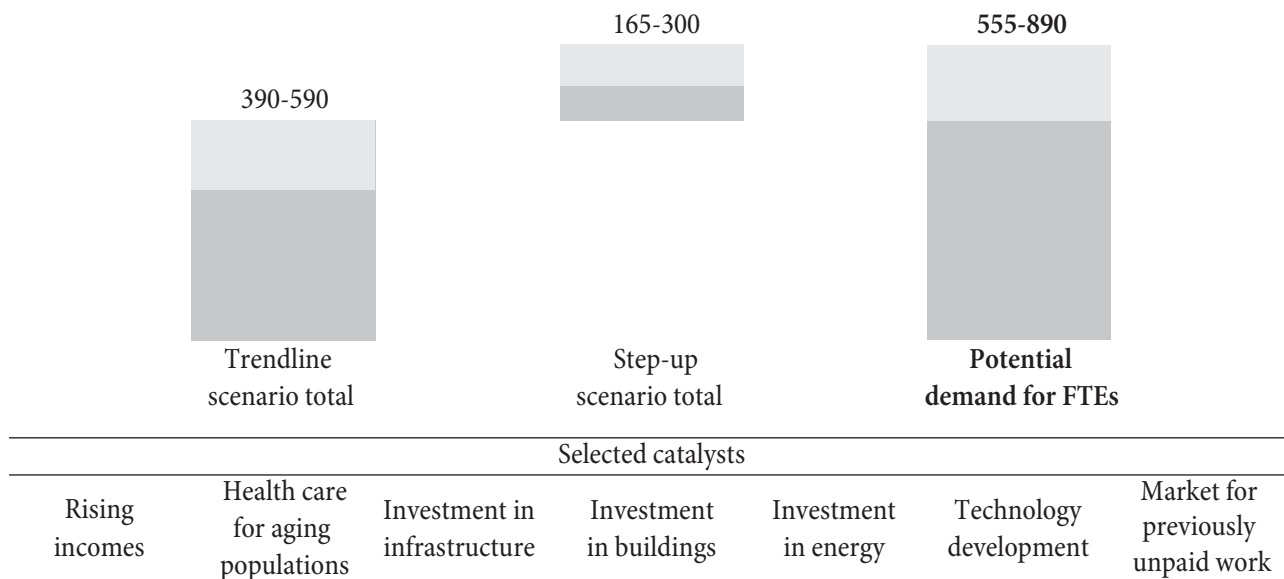 165-300
555-890
390-590
Trendline
scenario total
Step-up
scenario total
Potential
demand for FTEs
Selected catalysts
Rising
incomes
Health care
for aging
populations
Investment in
infrastructure
Investment
in buildings
Investment
in energy
Technology
development
Market for
previously
unpaid work